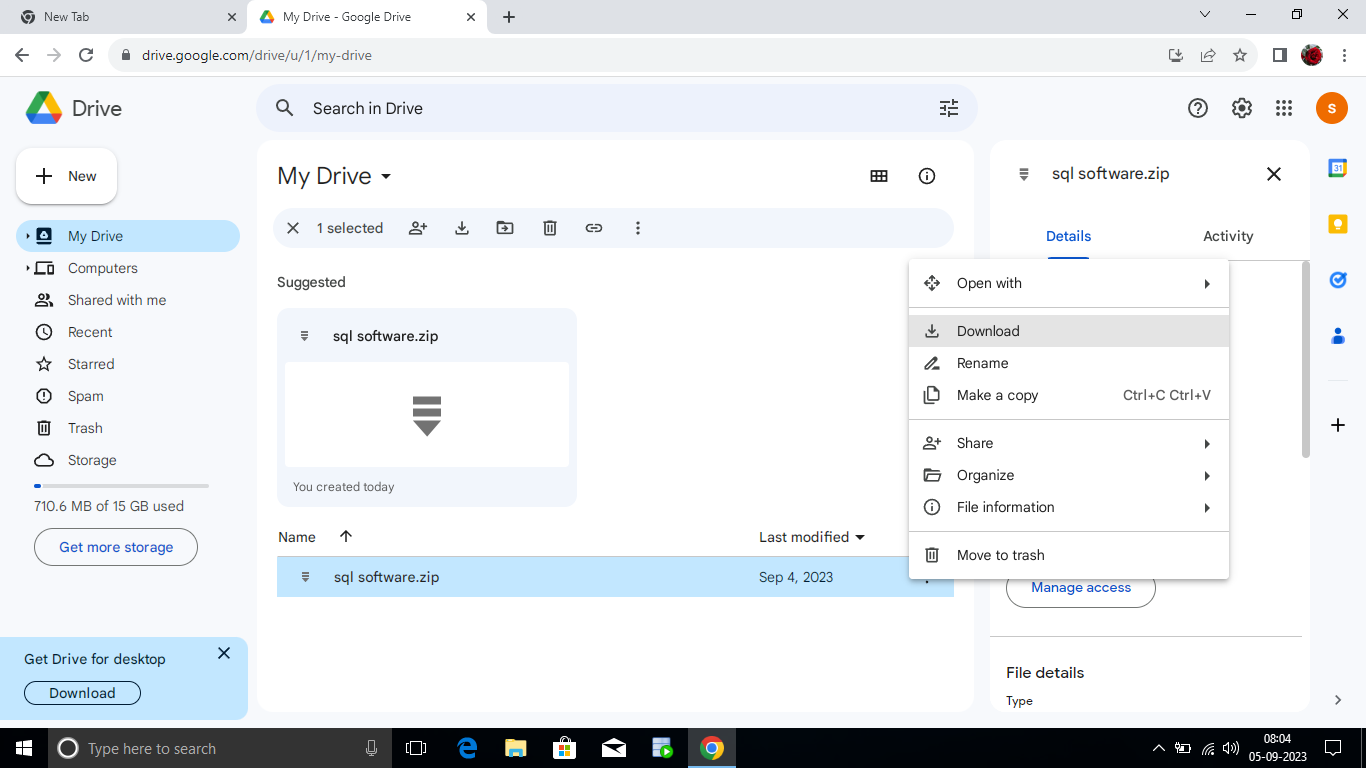 New Tab
My Drive - Google Drive
drive.google.com/drive/u/1/my-drive
Drive
Search in Drive
S
New
My Drive
Computers
Shared with me
Recent
Starred
Spam
Trash
Storage
710.6 MB of 15 GB used
Get more storage
Get Drive for desktop
Download
My Drive
1 selected
Suggested
sql software.zip
You created today
Name
Last modified
sql software.zip
Sep 4, 2023
sql software.zip
Details
Activity
Open with
Download
Rename
Make a copy Ctrl+C Ctrl+V
Share
Organize
File information
Move to trash
Manage access
File details
Type
31
Type here to search
08:04
05-09-2023